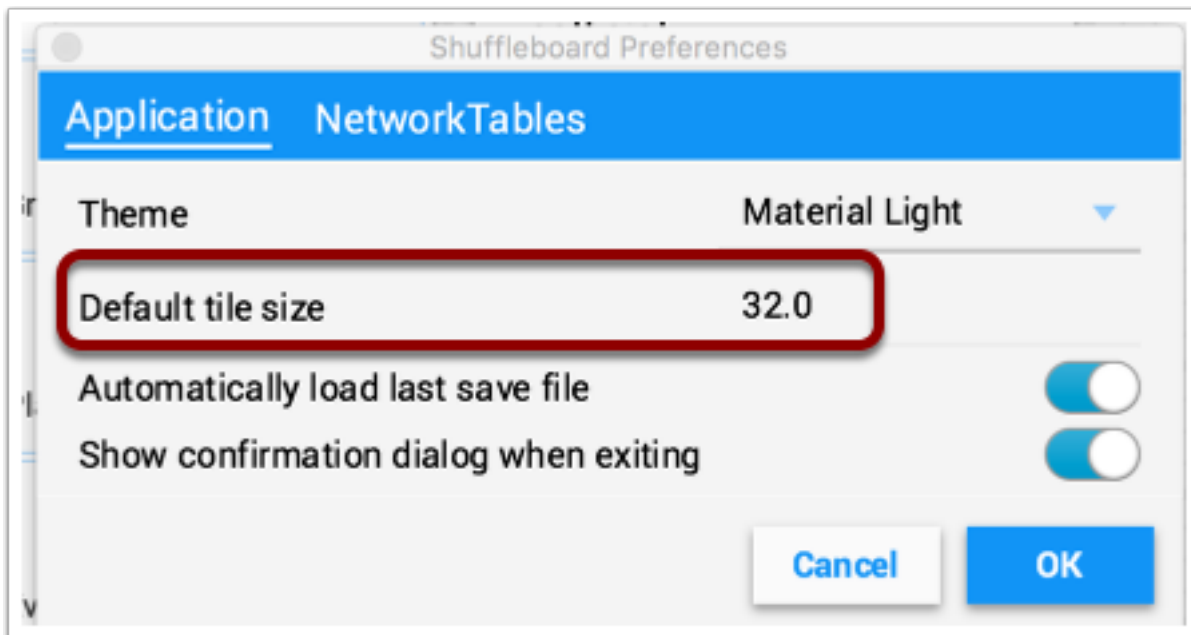 Shuffleboard Preferences
Application NetworkTables
Theme Material Light
Default tile size 32.0
Automatically load last save file
Show confirmation dialog when exiting
Cancel OK